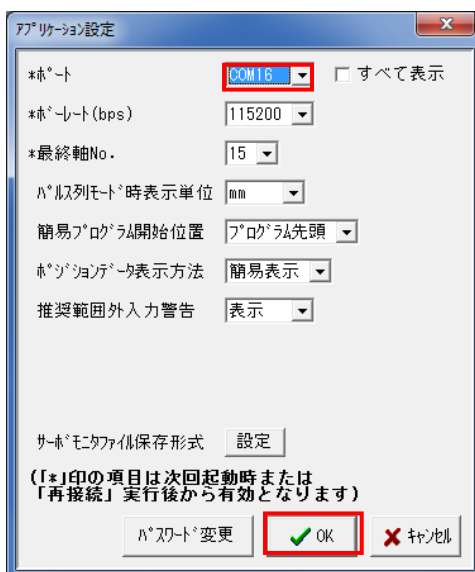 アプリケーション設定
*ポート COM16 すべて表示
*ボーレート(bps) 115200
*最終軸No. 15
パルス列モード時表示単位 mm
簡易プログラム開始位置 プログラム先頭
ポジションデータ表示方法 簡易表示
推奨範囲外入力警告 表示
サーボモニタファイル保存形式 設定
(「*」印の項目は次回起動時または
「再接続」実行後から有効となります)
パスワード変更 OK キャンセル